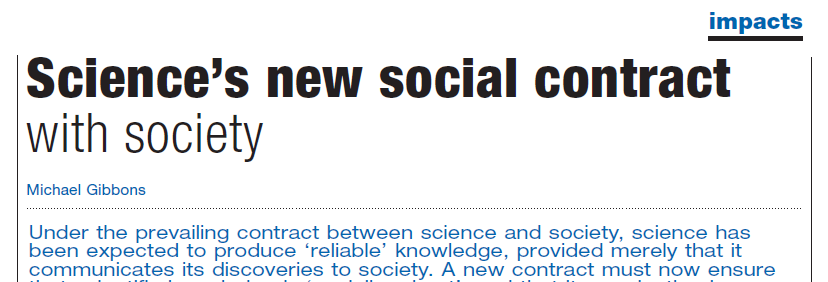 impacts
Science's new social contract
with society
Michael Gibbons
Under the prevailing contract between science and society, science has
been expected to produce ‘reliable’ knowledge, provided merely that it
communicates its discoveries to society. A new contract must now ensure